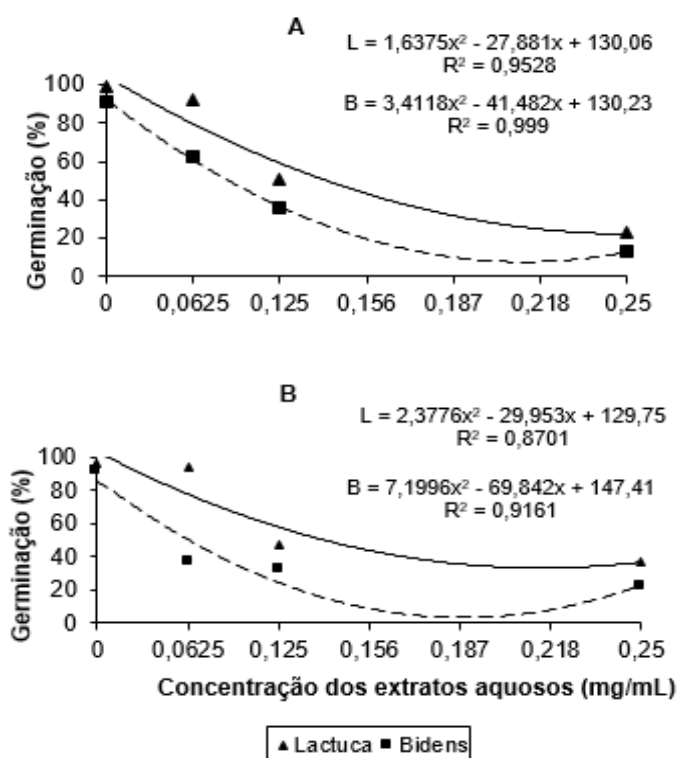 A
L = 1,6375x² - 27,881x + 130,06
R² = 0,9528
B = 3,4118x² - 41,482x + 130,23
R² = 0,999
Germinação (%)
100
80
60
40
20
0
0 0,0625 0,125 0,156 0,187 0,218 0,25
B
L = 2,3776x² - 29,953x + 129,75
R² = 0,8701
B = 7,1996x² - 69,842x + 147,41
R² = 0,9161
Germinação (%)
100
80
60
40
20
0
0 0,0625 0,125 0,156 0,187 0,218 0,25
Concentração dos extratos aquosos (mg/mL)
Lactuca Bidens